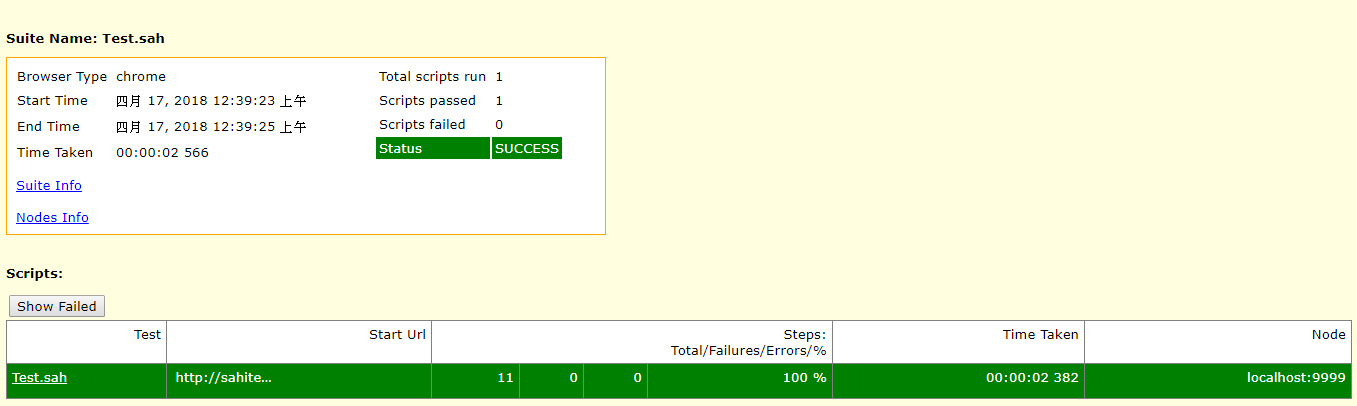 Suite Name: Test.sah
Browser Type chrome
Start Time 四月 17, 2018 12:39:23 上午
End Time 四月 17, 2018 12:39:25 上午
Time Taken 00:00:02 566
Suite Info
Nodes Info
Total scripts run 1
Scripts passed 1
Scripts failed 0
Status SUCCESS
Scripts:
Show Failed
Test Start Url Steps: Time Taken Node
Total/Failures/Errors/%
Test.sah http://sahite... 11 0 0 100 % 00:00:02 382 localhost:9999